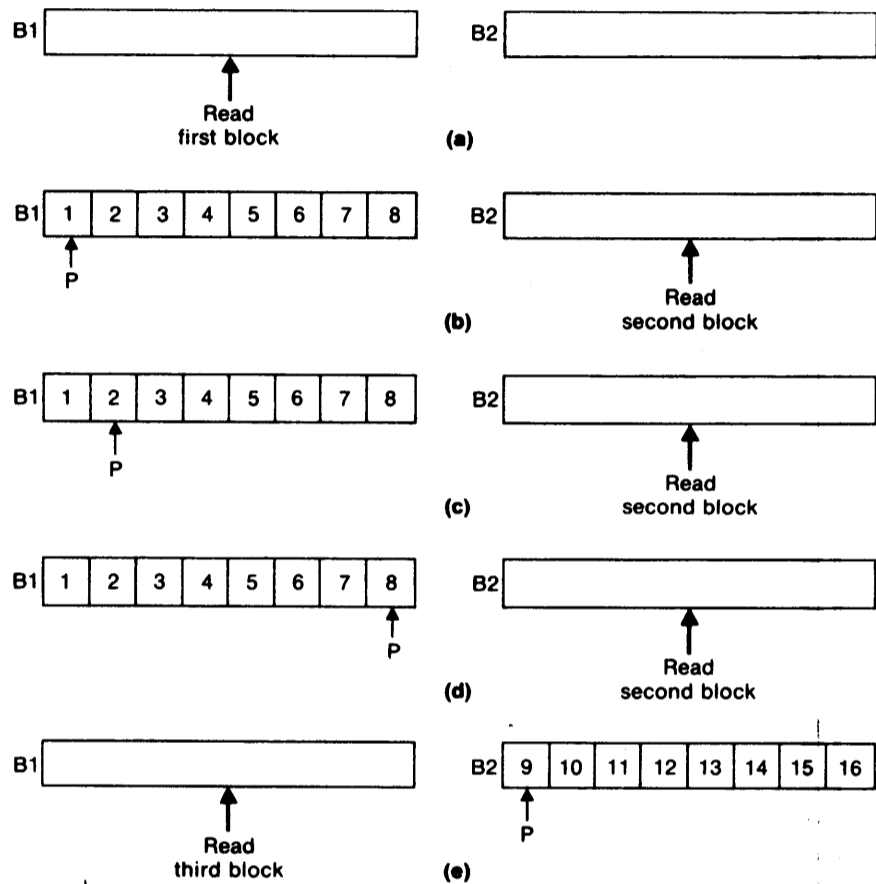 B1
B2
Read
first block
(a)
B1 1 2 3 4 5 6 7 8
B2
P
Read
second block
(b)
B1 1 2 3 4 5 6 7 8
B2
P
Read
second block
(c)
B1 1 2 3 4 5 6 7 8
B2
P
Read
second block
(d)
B1
B2 9 10 11 12 13 14 15 16
Read
third block
P
(e)